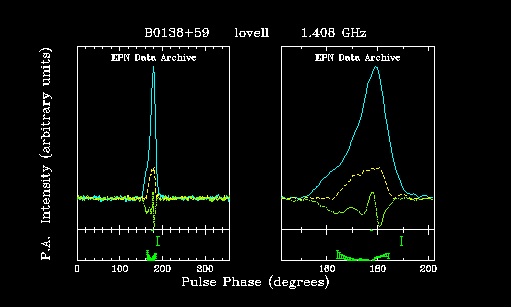 B0138+59 lovell 1.408 GHz
EPN Data Archive EPN Data Archive
P.A. Intensity (arbitrary units)
0 100 200 300 160 180 200
Pulse Phase (degrees)